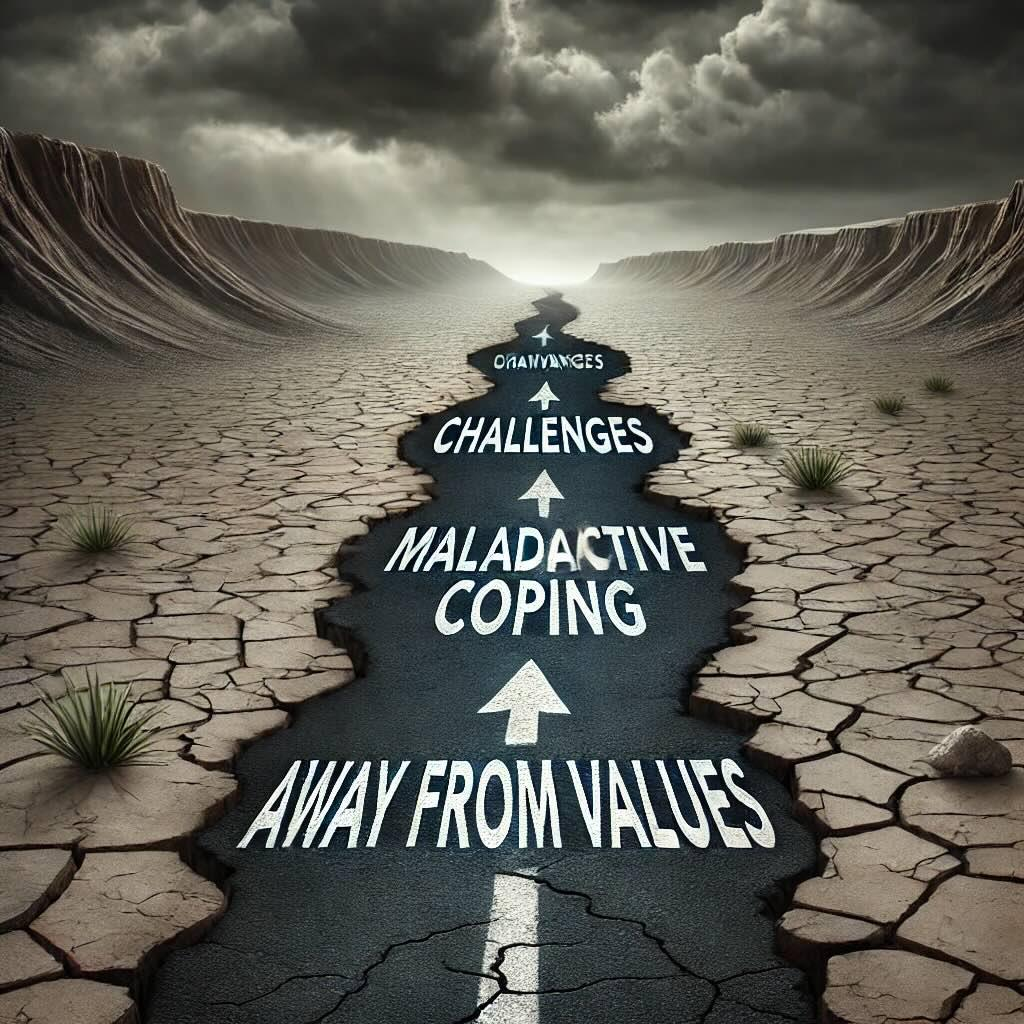 CHALLENGES
MALADACTIVE
COPING
AWAY FROM VALUES